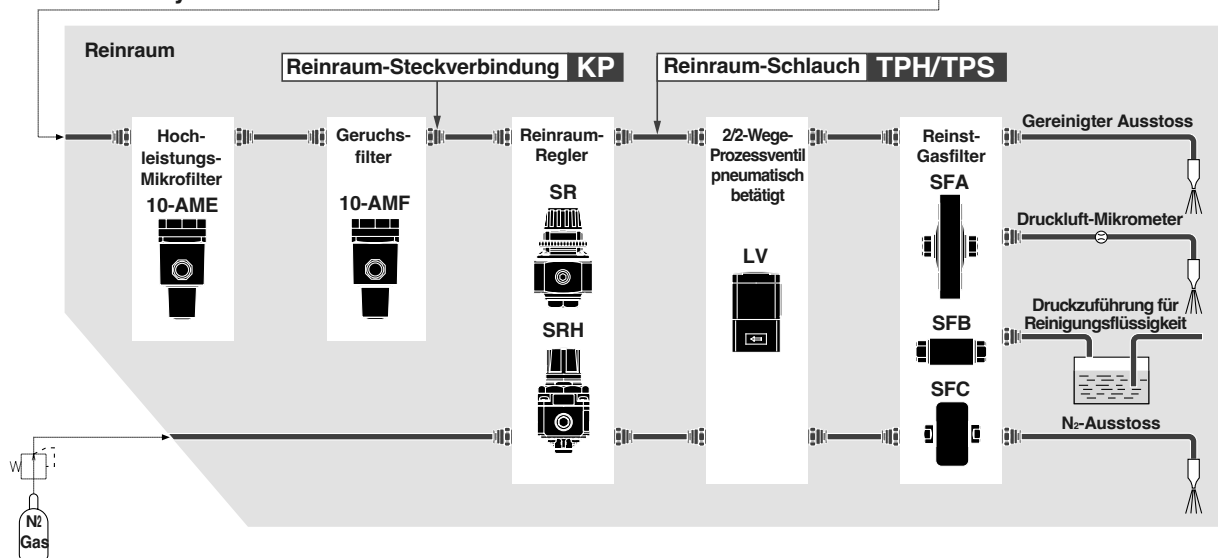 Reinraum
Reinraum-Steckverbindung KP
Reinraum-Schlauch TPH/TPS
Hoch-
leistungs-
Mikrofilter
10-AME
Geruchs-
filter
10-AMF
Reinraum-
Regler
SR
SRH
2/2-Wege-
Prozessventil
pneumatisch
betätigt
LV
Reinst-
Gasfilter
SFA
SFB
SFC
Gereinigter Ausstoss
Druckluft-Mikrometer
Druckzuführung für
Reinigungsflüssigkeit
N2-Ausstoss
W
N2
Gas